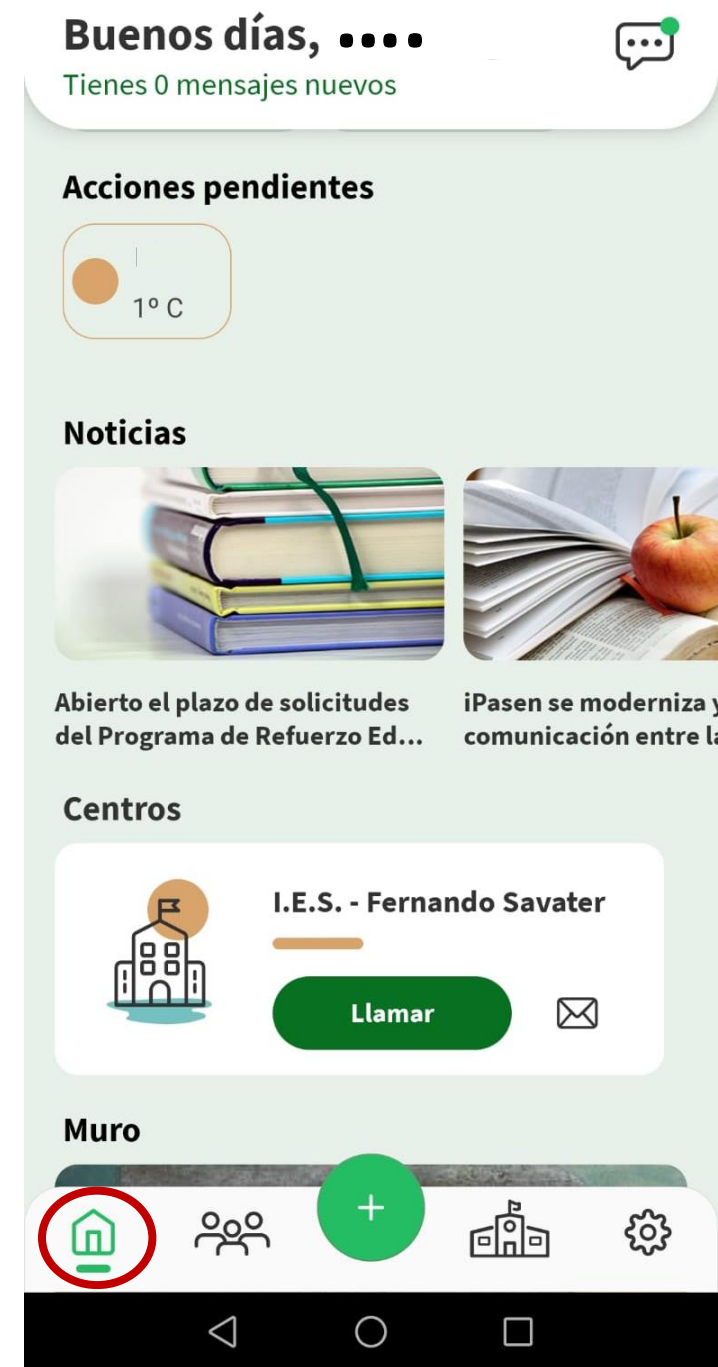 Buenos días, ••••
Tienes 0 mensajes nuevos
Acciones pendientes
1º C
Noticias
Abierto el plazo de solicitudes
del Programa de Refuerzo Ed...
iPasen se moderniza y
comunicación entre la
Centros
I.E.S. - Fernando Savater
Llamar
Muro